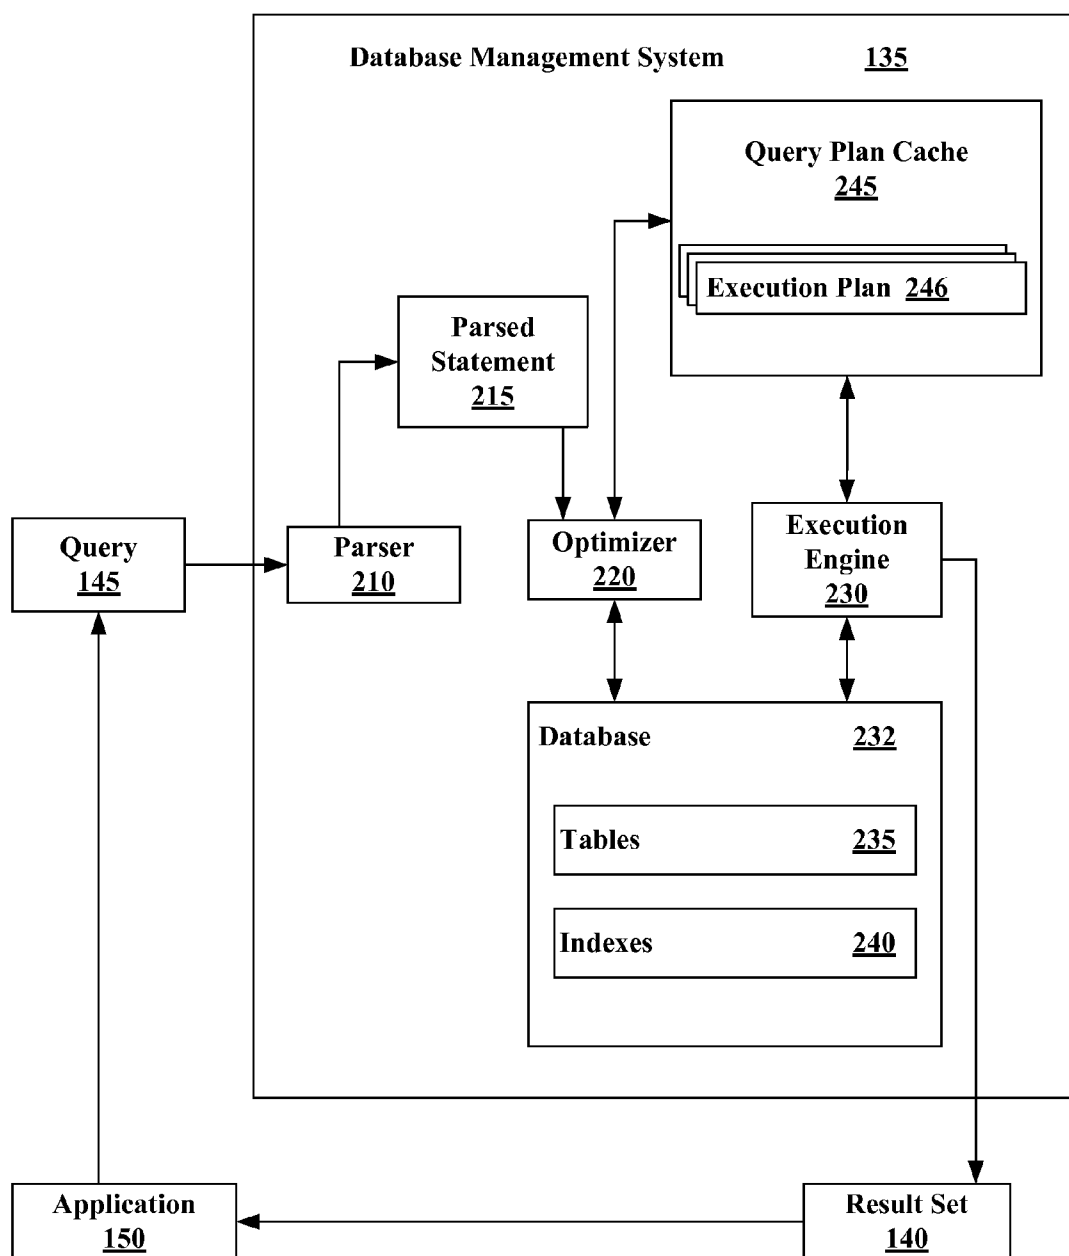 Database Management System 135
Query Plan Cache
245
Execution Plan 246
Parsed
Statement
215
Query
145
Parser
210
Optimizer
220
Execution
Engine
230
Database 232
Tables 235
Indexes 240
Application
150
Result Set
140